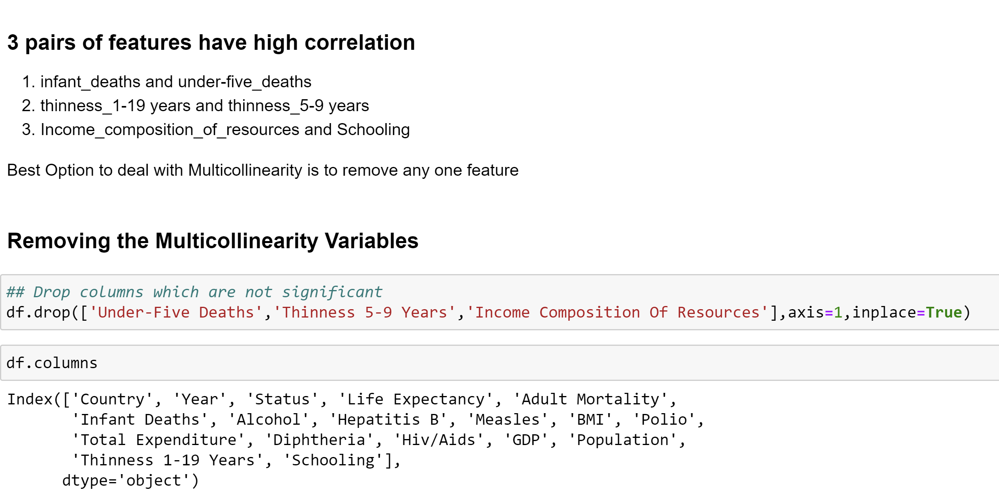 3 pairs of features have high correlation
1. infant_deaths and under-five_deaths
2. thinness_1-19 years and thinness_5-9 years
3. Income_composition_of_resources and Schooling
Best Option to deal with Multicollinearity is to remove any one feature
Removing the Multicollinearity Variables
## Drop columns which are not significant
df.drop(['Under-Five Deaths','Thinness 5-9 Years','Income Composition Of Resources'],axis=1,inplace=True)
df.columns
Index(['Country', 'Year', 'Status', 'Life Expectancy', 'Adult Mortality',
'Infant Deaths', 'Alcohol', 'Hepatitis B', 'Measles', 'BMI', 'Polio',
'Total Expenditure', 'Diphtheria', 'Hiv/Aids', 'GDP', 'Population',
'Thinness 1-19 Years', 'Schooling'],
dtype='object')